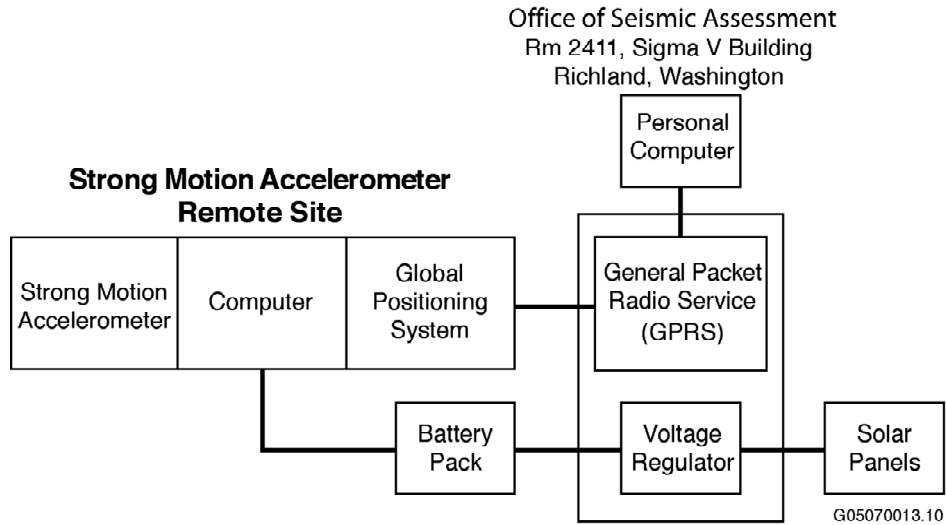 Office of Seismic Assessment
Rm 2411, Sigma V Building
Richland, Washington
Personal
Computer
Strong Motion Accelerometer
Remote Site
Strong Motion
Accelerometer
Computer
Global
Positioning
System
General Packet
Radio Service
(GPRS)
Battery
Pack
Voltage
Regulator
Solar
Panels
G05070013.10